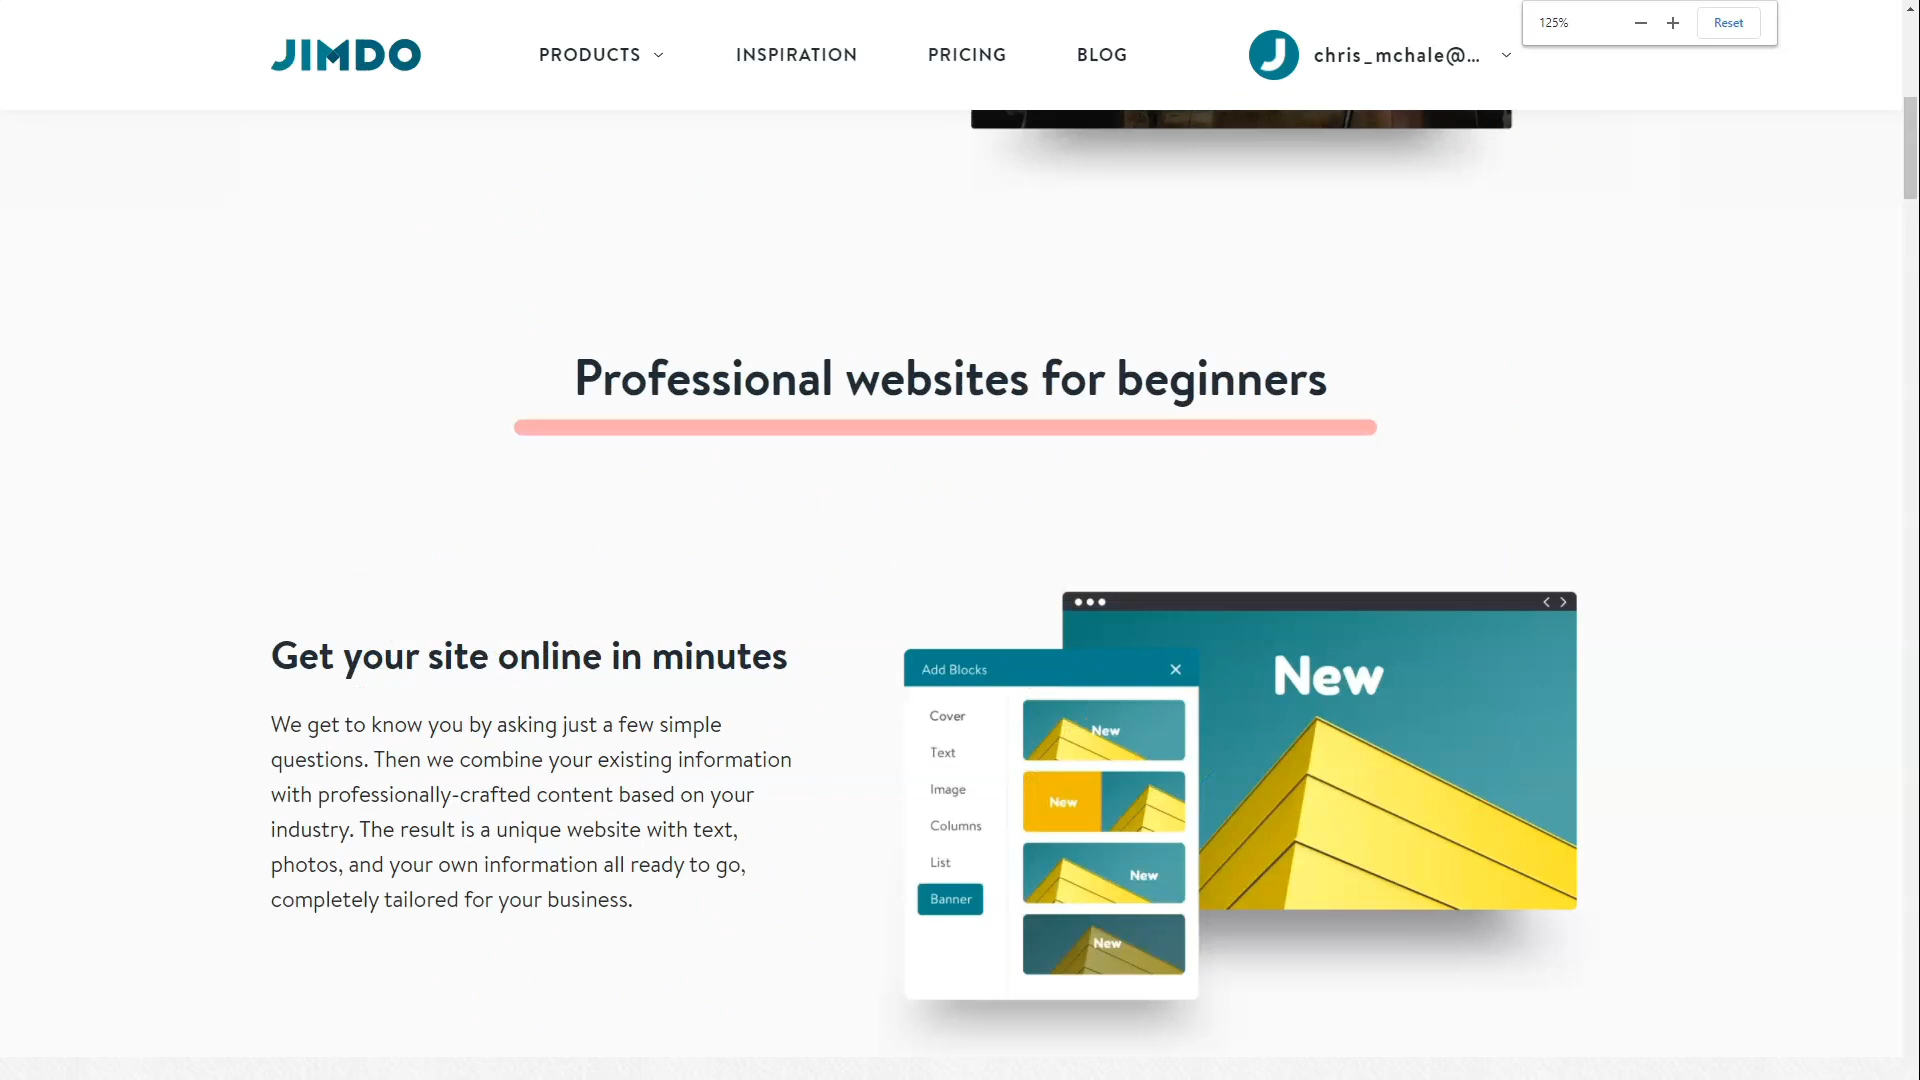 125%
Reset
JIMDO
PRODUCTS
INSPIRATION
PRICING
BLOG
J
chris_mchale@...
Professional websites for beginners
Get your site online in minutes
We get to know you by asking just a few simple
questions. Then we combine your existing information
with professionally-crafted content based on your
industry. The result is a unique website with text,
photos, and your own information all ready to go,
completely tailored for your business.
New
Add Blocks
Cover
Text
Image
Columns
List
Banner
New
New
New
New